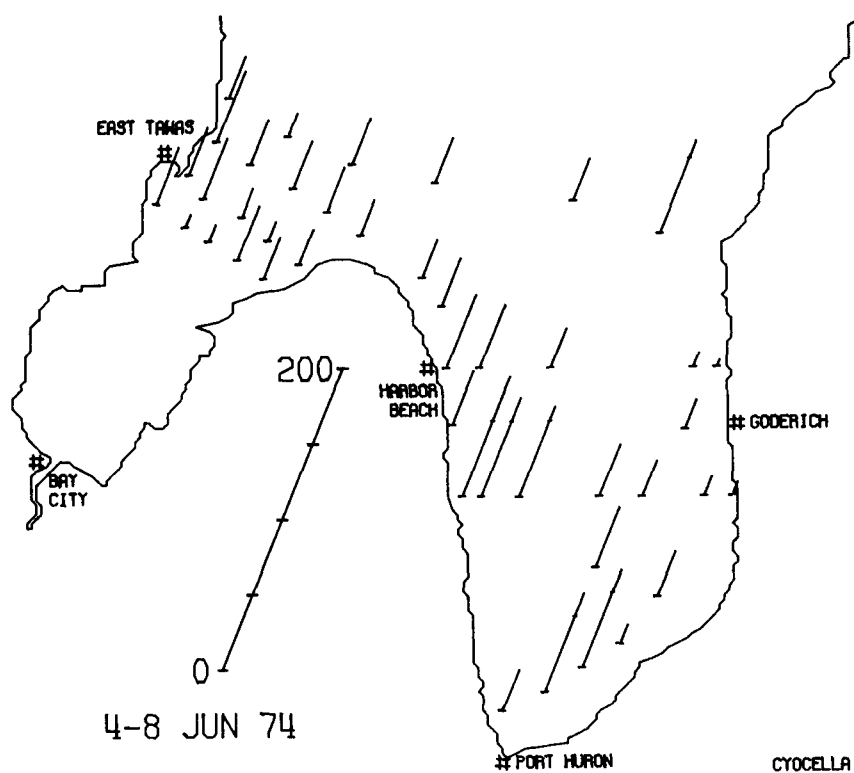 EAST TAWAS
200
HARBOR
BEACH
# GODERICH
BAY
CITY
0
4-8 JUN 74
# PORT HURON
CYOCELLA